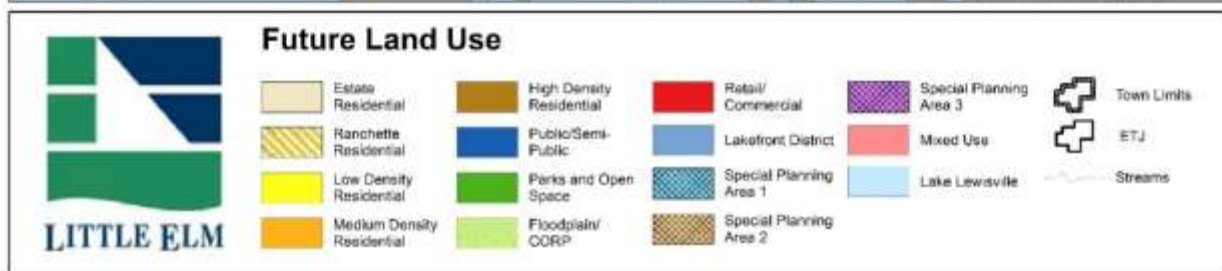 Future Land Use
LITTLE ELM
Estate
Residential
Ranchette
Residential
Low Density
Residential
Medium Density
Residential
High Density
Residential
Public/Semi-
Public
Parks and Open
Space
Floodplain/
CORP
Retail/
Commercial
Lakefront District
Special Planning
Area 1
Special Planning
Area 2
Special Planning
Area 3
Mixed Use
Lake Lewisville
Town Limits
ETJ
Streams